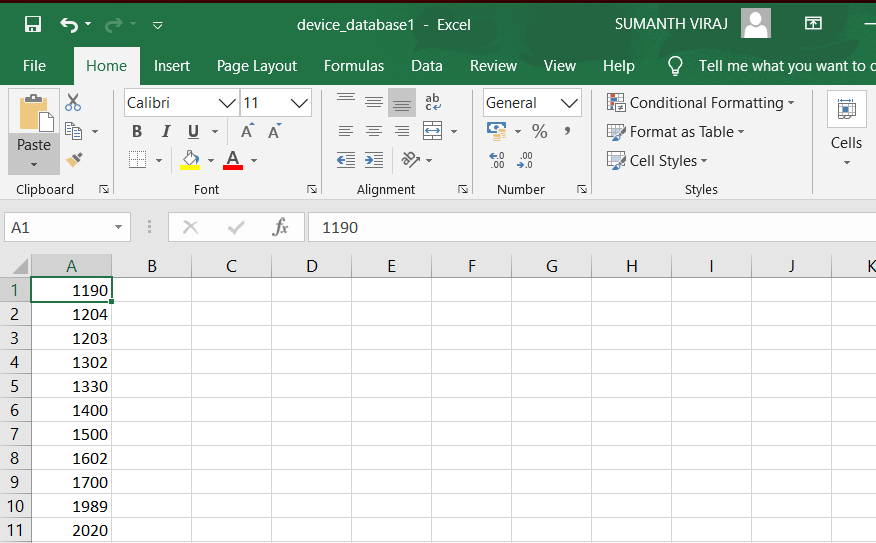 device_database1 - Excel
SUMANTH VIRAJ
File Home Insert Page Layout Formulas Data Review View Help Tell me what you want to
Paste
Clipboard
Calibri 11
B I U A A
A
Font
ab
Alignment
General
% ,
Number
Conditional Formatting
Format as Table
Cell Styles
Styles
Cells
A1 fx 1190
A B C D E F G H I J K
1 1190
2 1204
3 1203
4 1302
5 1330
6 1400
7 1500
8 1602
9 1700
10 1989
11 2020